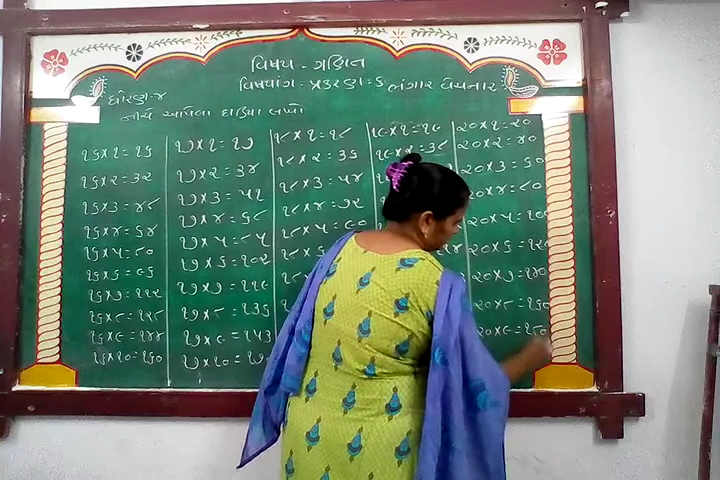 વિષય - ગણિત
વિષયાંગ - પ્રકરણ : ૬ ભંગાર વેચનાર
ધોરણ-૪
નીચે આપેલા ઘડિયા લખો
૧૬×૧=૧૬ ૧૭×૧=૧૭ ૧૮×૧=૧૮ ૧૯×૧=૧૯ ૨૦×૧=૨૦
૧૬×૨=૩૨ ૧૭×૨=૩૪ ૧૮×૨=૩૬ ૧૯×૨=૩૮ ૨૦×૨=૪૦
૧૬×૩=૪૮ ૧૭×૩=૫૧ ૧૮×૩=૫૪ ૨૦×૩=૬૦
૧૬×૪=૬૪ ૧૭×૪=૬૮ ૧૮×૪=૭૨ ૨૦×૪=૮૦
૧૬×૫=૮૦ ૧૭×૫=૮૫ ૧૮×૫=૯૦ ૨૦×૫=૧૦૦
૧૬×૬=૯૬ ૧૭×૬=૧૦૨ ૧૮×૬ ૨૦×૬=૧૨૦
૧૬×૭=૧૧૨ ૧૭×૭=૧૧૯ ૨૦×૭=૧૪૦
૧૬×૮=૧૨૮ ૧૭×૮=૧૩૬ ૨૦×૮=૧૬૦
૧૬×૯=૧૪૪ ૧૭×૯=૧૫૩ ૨૦×૯=૧૮૦
૧૬×૧૦=૧૬૦ ૧૭×૧૦=૧૭૦